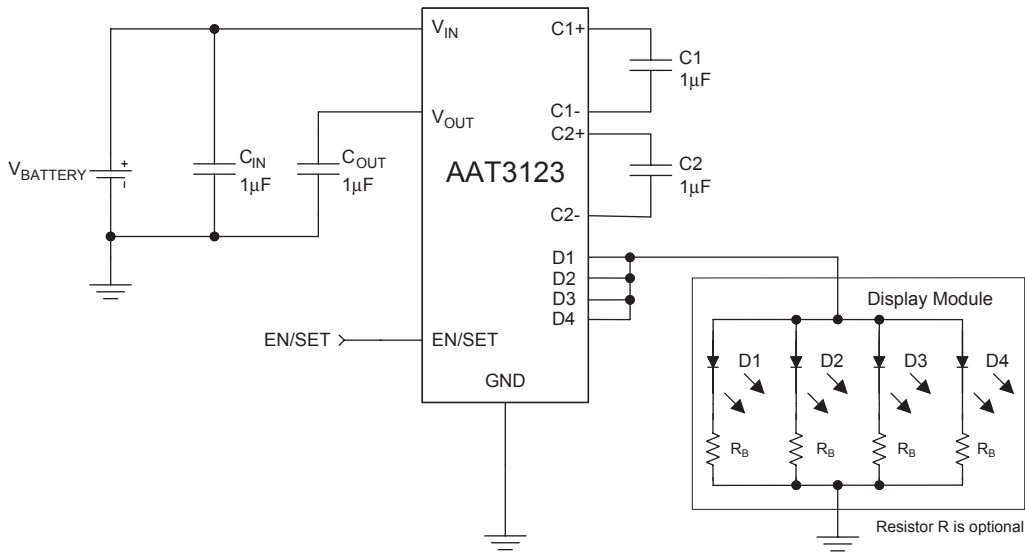 V_IN
C1+
C1
1μF
C1-
V_OUT
C2+
V_BATTERY
+
-
C_IN
1μF
C_OUT
1μF
AAT3123
C2
1μF
C2-
D1
D2
D3
D4
Display Module
EN/SET
EN/SET
GND
D1
D2
D3
D4
R_B
R_B
R_B
R_B
Resistor R is optional